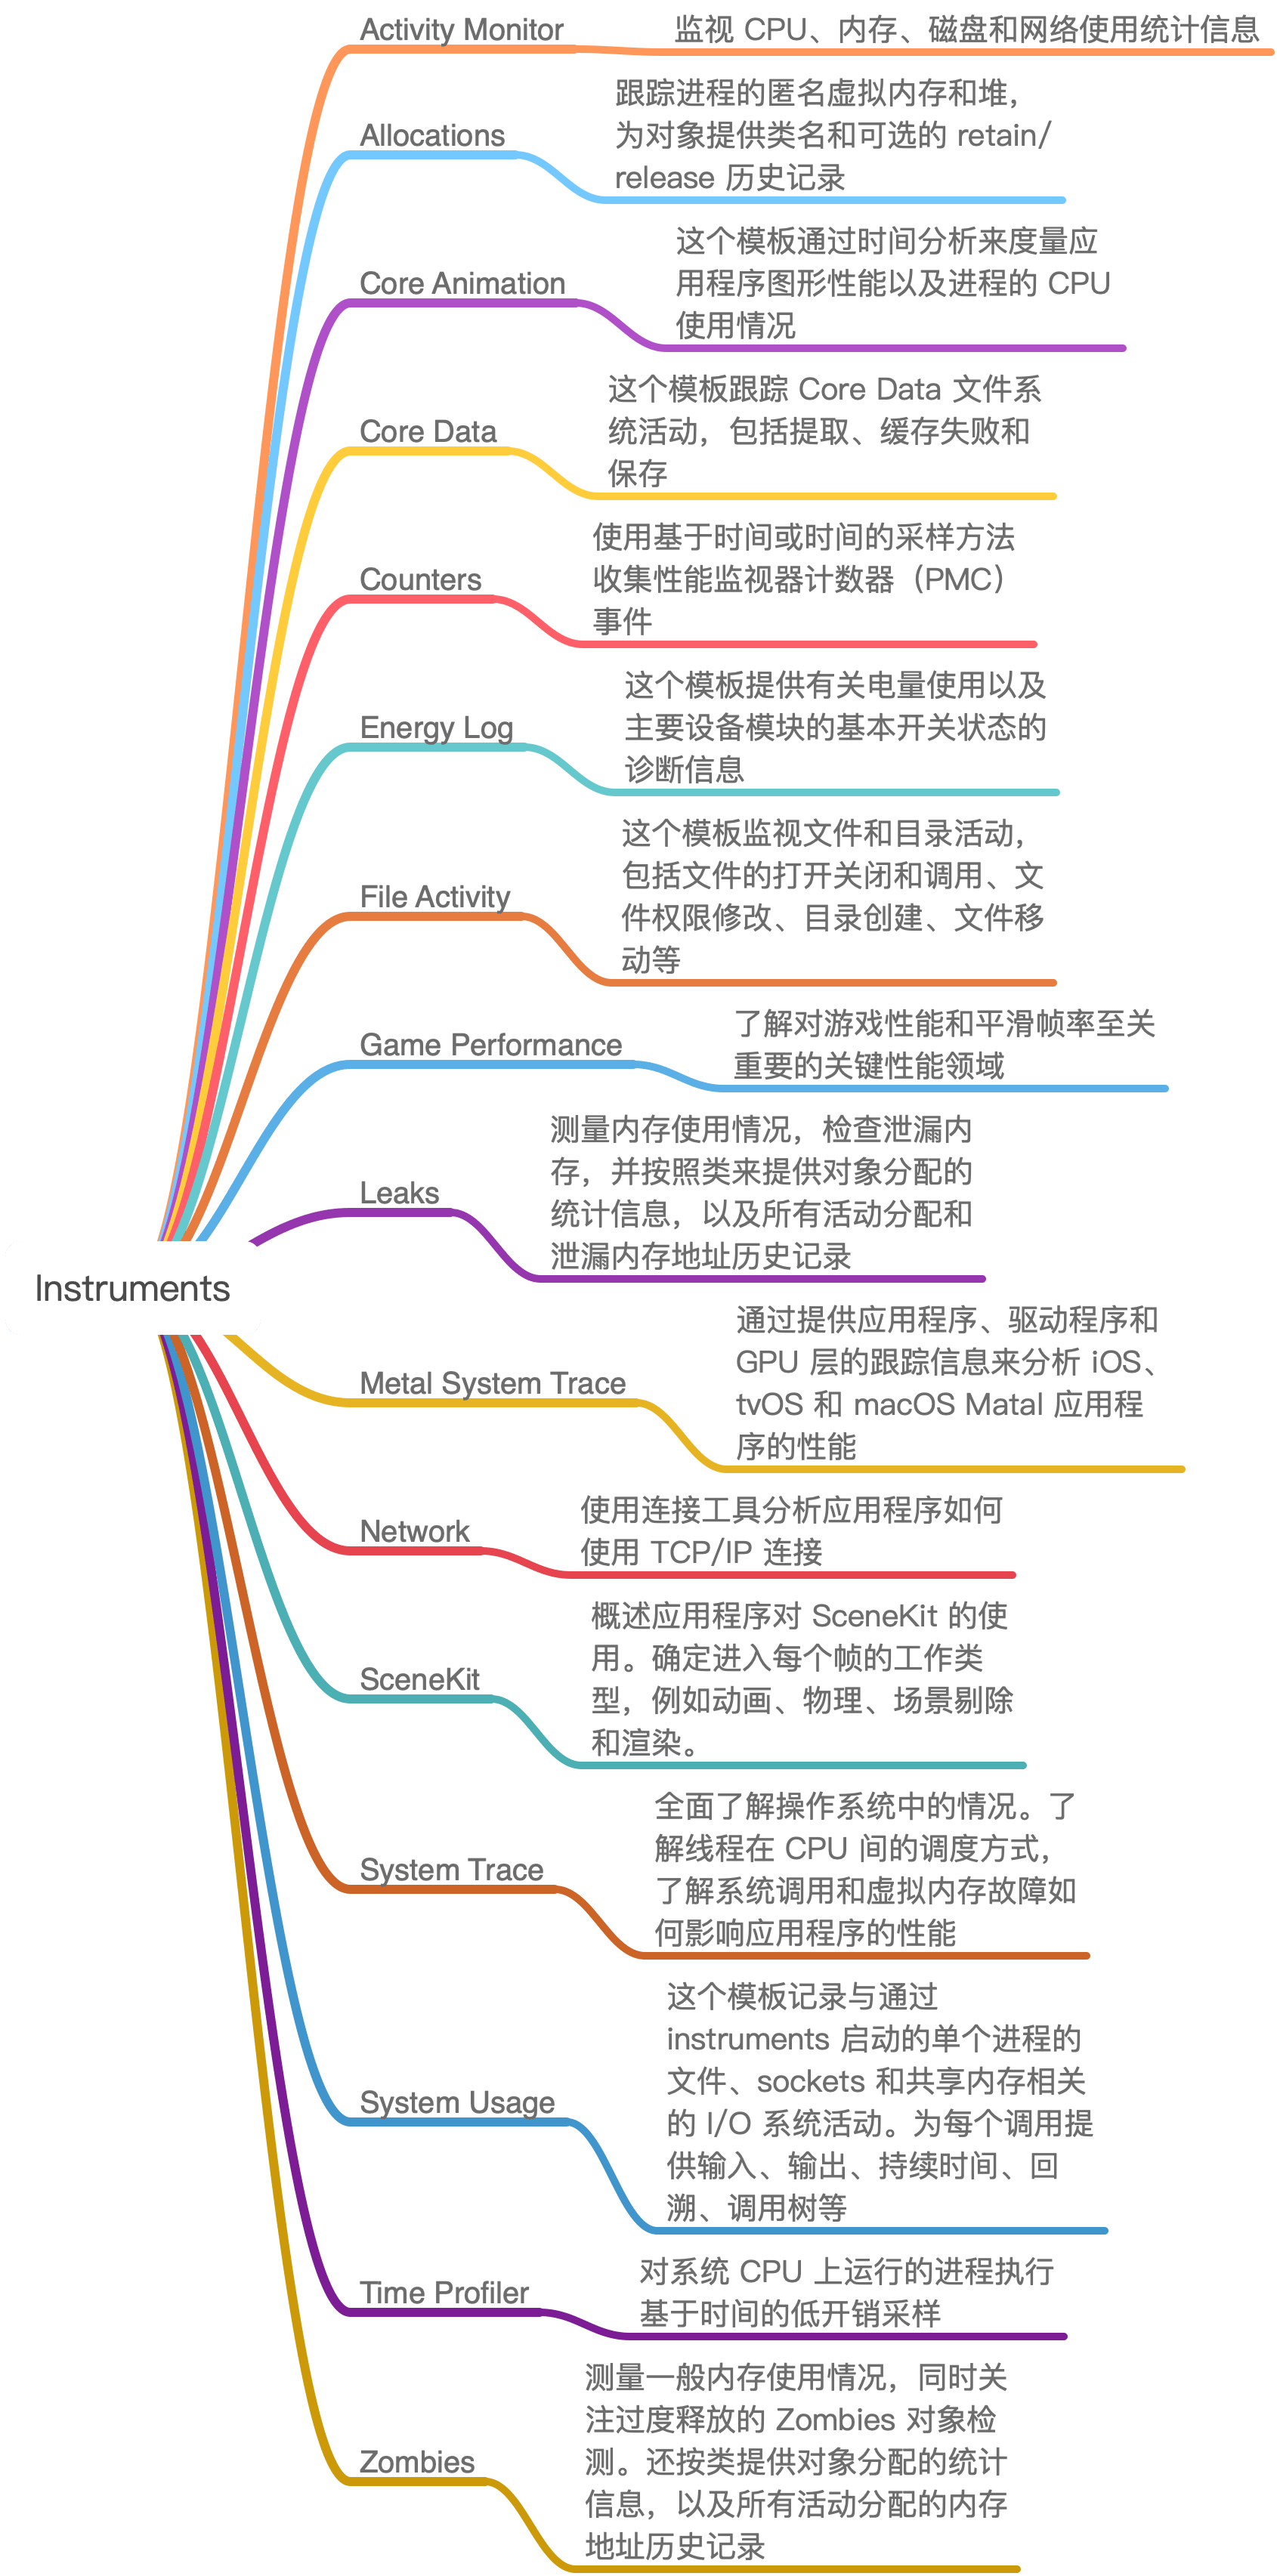 Activity Monitor
监视 CPU、内存、磁盘和网络使用统计信息
Allocations
跟踪进程的匿名虚拟内存和堆，
为对象提供类名和可选的 retain/
release 历史记录
Core Animation
这个模板通过时间分析来度量应
用程序图形性能以及进程的 CPU
使用情况
Core Data
这个模板跟踪 Core Data 文件系
统活动，包括提取、缓存失败和
保存
Counters
使用基于时间或时间的采样方法
收集性能监视器计数器（PMC）
事件
Energy Log
这个模板提供有关电量使用以及
主要设备模块的基本开关状态的
诊断信息
File Activity
这个模板监视文件和目录活动，
包括文件的打开关闭和调用、文
件权限修改、目录创建、文件移
动等
Game Performance
了解对游戏性能和平滑帧率至关
重要的关键性能领域
Leaks
测量内存使用情况，检查泄漏内
存，并按照类来提供对象分配的
统计信息，以及所有活动分配和
泄漏内存地址历史记录
Instruments
Metal System Trace
通过提供应用程序、驱动程序和
GPU 层的跟踪信息来分析 iOS、
tvOS 和 macOS Matal 应用程
序的性能
Network
使用连接工具分析应用程序如何
使用 TCP/IP 连接
SceneKit
概述应用程序对 SceneKit 的使
用。确定进入每个帧的工作类
型，例如动画、物理、场景剔除
和渲染。
System Trace
全面了解操作系统中的情况。了
解线程在 CPU 间的调度方式，
了解系统调用和虚拟内存故障如
何影响应用程序的性能
System Usage
这个模板记录与通过
instruments 启动的单个进程的
文件、sockets 和共享内存相关
的 I/O 系统活动。为每个调用提
供输入、输出、持续时间、回
溯、调用树等
Time Profiler
对系统 CPU 上运行的进程执行
基于时间的低开销采样
Zombies
测量一般内存使用情况，同时关
注过度释放的 Zombies 对象检
测。还按类提供对象分配的统计
信息，以及所有活动分配的内存
地址历史记录